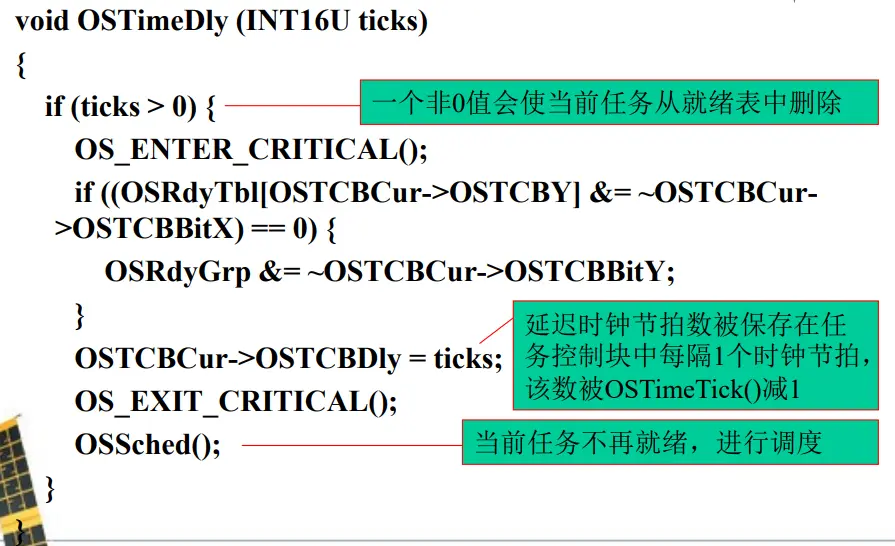 void OSTimeDly (INT16U ticks)
{
if (ticks > 0) {
一个非0值会使当前任务从就绪表中删除
OS_ENTER_CRITICAL();
if ((OSRdyTbl[OSTCBCur->OSTCBY] &= ~OSTCBCur-
>OSTCBBitX) == 0) {
OSRdyGrp &= ~OSTCBCur->OSTCBBitY;
}
OSTCBCur->OSTCBDly = ticks;
延迟时钟节拍数被保存在任
务控制块中每隔1个时钟节拍，
该数被OSTimeTick()减1
OS_EXIT_CRITICAL();
OSSched();
当前任务不再就绪，进行调度
}
}